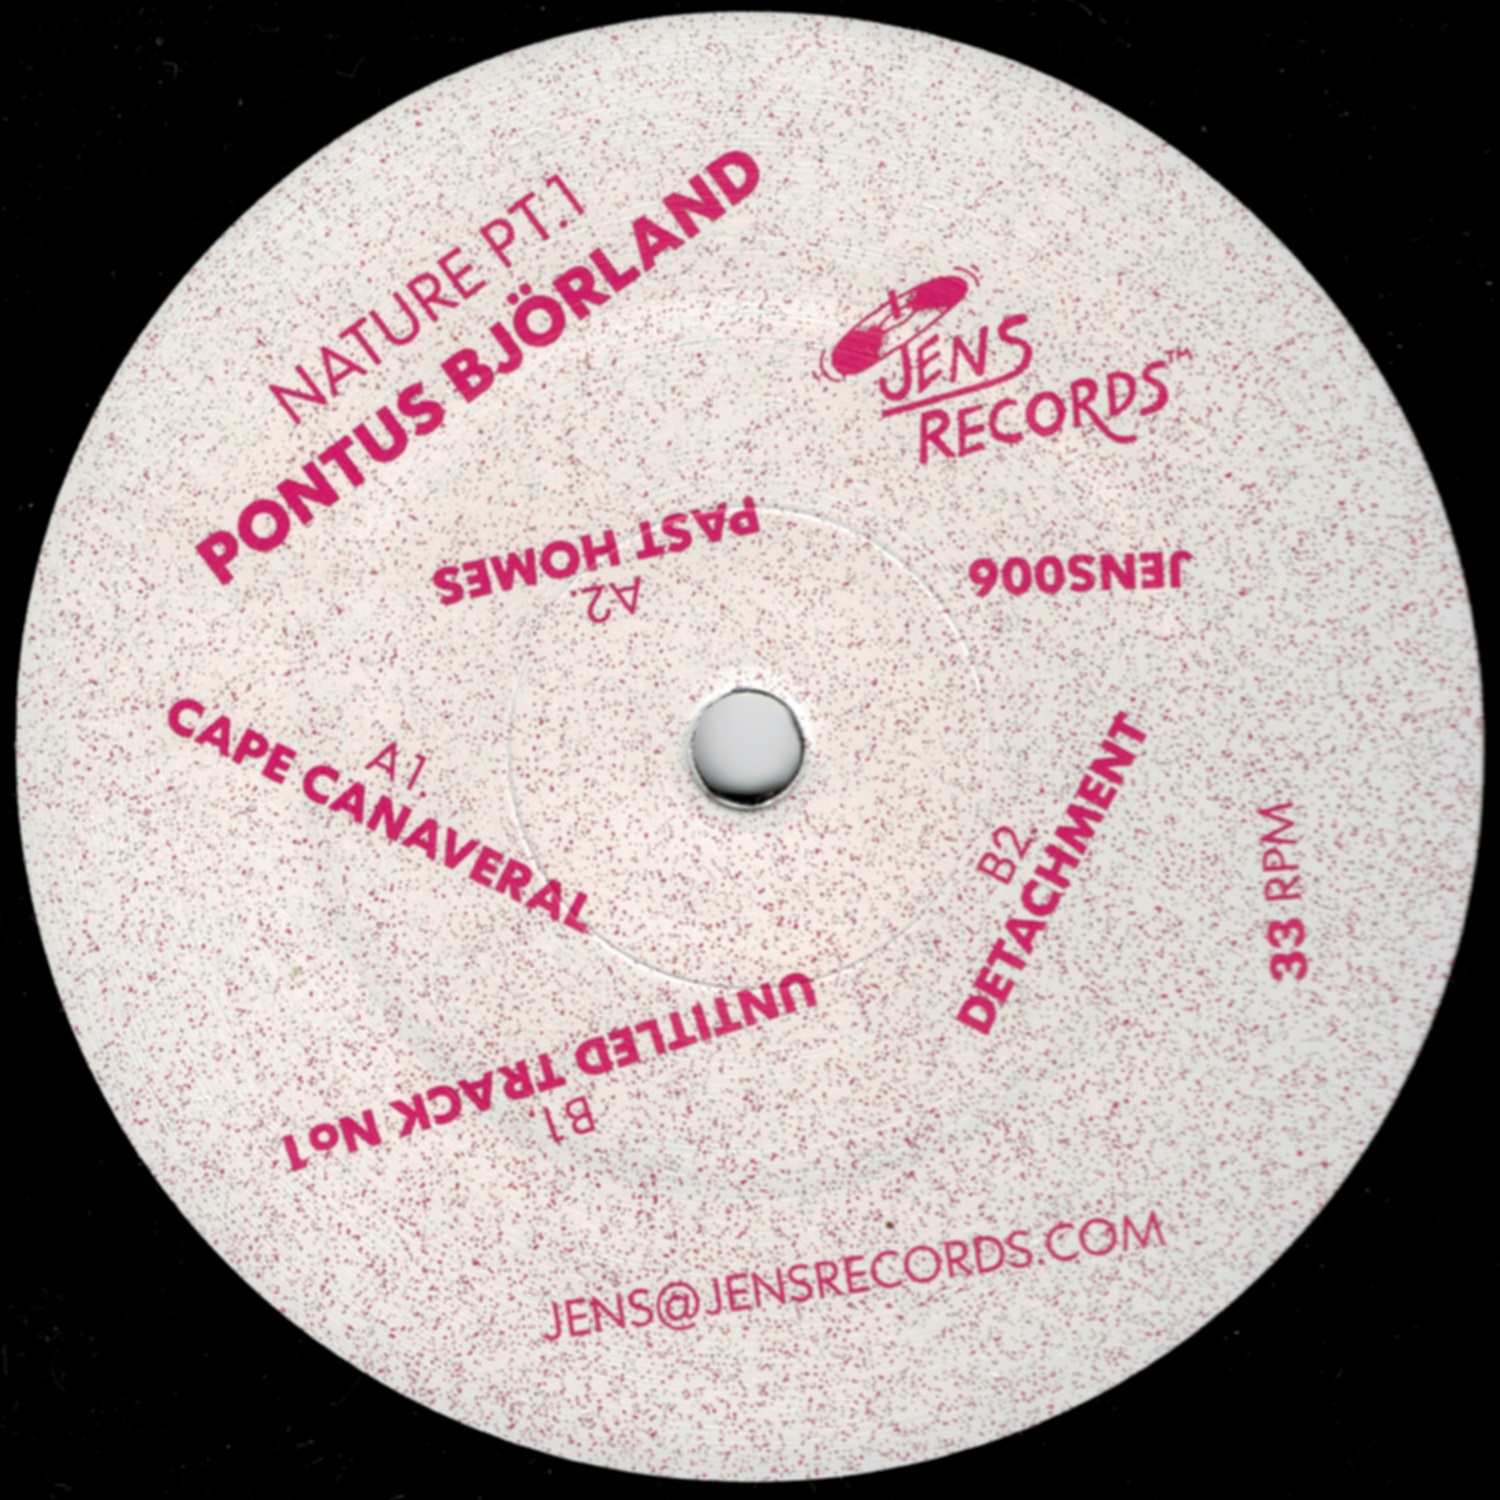 NATURE PT.1
PONTUS BJÖRLAND
JENS
RECORDS™
JENS006
A1.
CAPE CANAVERAL
A2.
PAST HOMES
B1.
UNTITLED TRACK No1
B2.
DETACHMENT
33 RPM
JENS@JENSRECORDS.COM